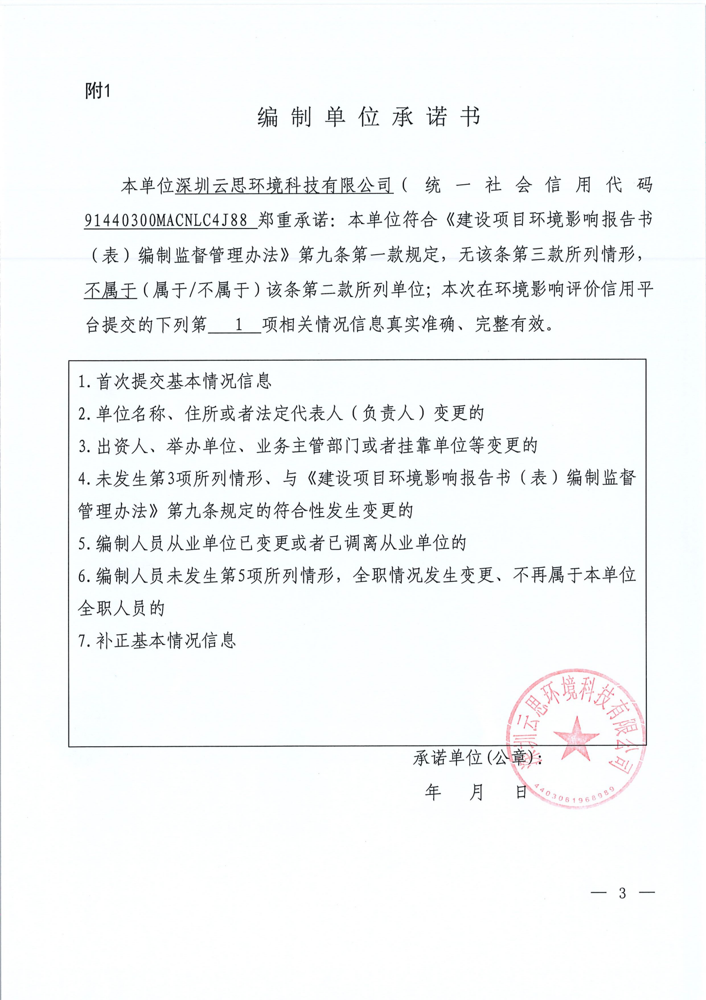 附1
编制单位承诺书
本单位深圳云思环境科技有限公司（统一社会信用代码
91440300MACNLC4J88 郑重承诺：本单位符合《建设项目环境影响报告书
（表）编制监督管理办法》第九条第一款规定，无该条第三款所列情形，
不属于（属于/不属于）该条第二款所列单位；本次在环境影响评价信用平
台提交的下列第 1 项相关情况信息真实准确、完整有效。
1.首次提交基本情况信息
2.单位名称、住所或者法定代表人（负责人）变更的
3.出资人、举办单位、业务主管部门或者挂靠单位等变更的
4.未发生第3项所列情形、与《建设项目环境影响报告书（表）编制监督
管理办法》第九条规定的符合性发生变更的
5.编制人员从业单位已变更或者已调离从业单位的
6.编制人员未发生第5项所列情形，全职情况发生变更、不再属于本单位
全职人员的
7.补正基本情况信息
深圳云思环境科技有限公司
4403061968989
承诺单位(公章)：
年 月 日
— 3 —